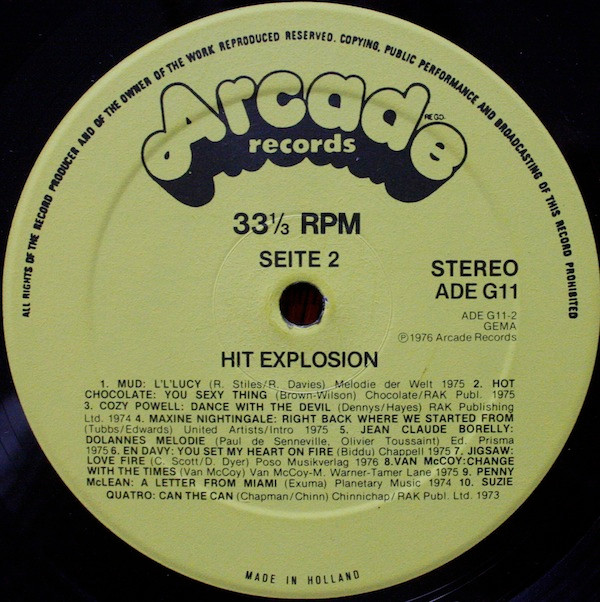 ALL RIGHTS OF THE RECORD PRODUCER AND OF THE OWNER OF THE WORK REPRODUCED RESERVED. COPYING, PUBLIC PERFORMANCE AND BROADCASTING OF THIS RECORD PROHIBITED
Arcade
REGD.
records
33⅓ RPM
SEITE 2
STEREO
ADE G11
ADE G11-2
GEMA
Ⓟ1976 Arcade Records
HIT EXPLOSION
1. MUD: L'L'LUCY (R. Stiles/R. Davies) Melodie der Welt 1975 2. HOT
CHOCOLATE: YOU SEXY THING (Brown-Wilson) Chocolate/RAK Publ. 1975
3. COZY POWELL: DANCE WITH THE DEVIL (Dennys/Hayes) RAK Publishing
Ltd. 1974 4. MAXINE NIGHTINGALE: RIGHT BACK WHERE WE STARTED FROM
(Tubbs/Edwards) United Artists/Intro 1975 5. JEAN CLAUDE BORELLY:
DOLANNES MELODIE (Paul de Senneville, Olivier Toussaint) Ed. Prisma
1975 6. EN DAVY: YOU SET MY HEART ON FIRE (Biddu) Chappell 1975 7. JIGSAW:
LOVE FIRE (C. Scott/D. Dyer) Poso Musikverlag 1976 8.VAN McCOY:CHANGE
WITH THE TIMES (Van McCoy) Van McCoy-M. Warner-Tamer Lane 1975 9. PENNY
McLEAN: A LETTER FROM MIAMI (Exuma) Planetary Music 1974 10. SUZIE
QUATRO: CAN THE CAN (Chapman/Chinn) Chinnichap/RAK Publ. Ltd. 1973
MADE IN HOLLAND